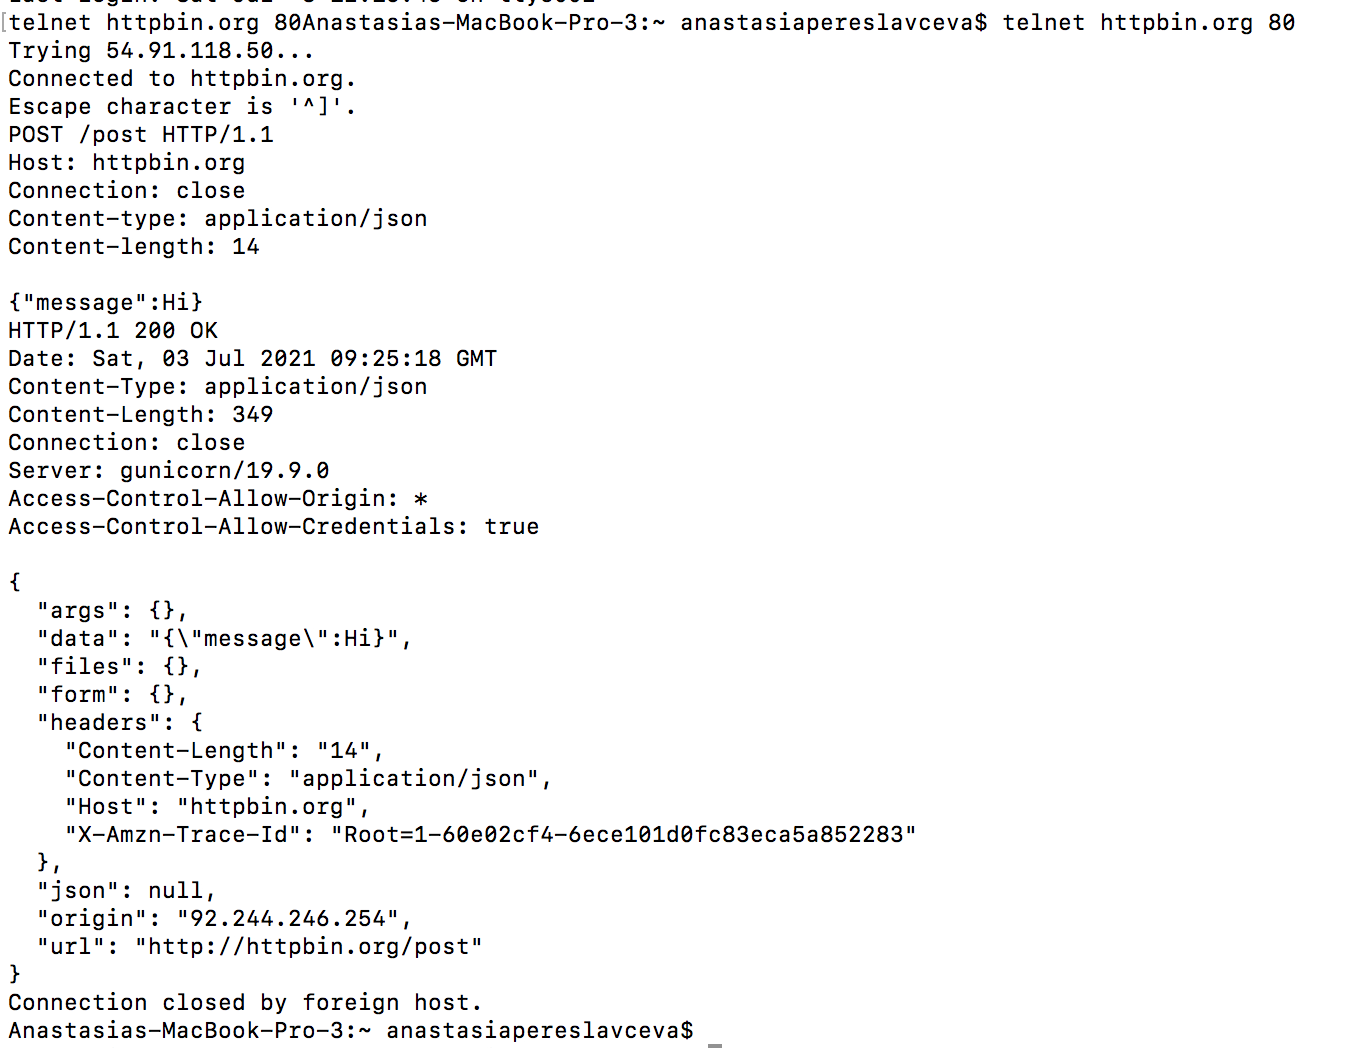 telnet httpbin.org 80Anastasias-MacBook-Pro-3:~ anastasiapereslavceva$ telnet httpbin.org 80
Trying 54.91.118.50...
Connected to httpbin.org.
Escape character is '^]'.
POST /post HTTP/1.1
Host: httpbin.org
Connection: close
Content-type: application/json
Content-length: 14

{"message":Hi}
HTTP/1.1 200 OK
Date: Sat, 03 Jul 2021 09:25:18 GMT
Content-Type: application/json
Content-Length: 349
Connection: close
Server: gunicorn/19.9.0
Access-Control-Allow-Origin: *
Access-Control-Allow-Credentials: true

{
  "args": {},
  "data": "{\"message\":Hi}",
  "files": {},
  "form": {},
  "headers": {
    "Content-Length": "14",
    "Content-Type": "application/json",
    "Host": "httpbin.org",
    "X-Amzn-Trace-Id": "Root=1-60e02cf4-6ece101d0fc83eca5a852283"
  },
  "json": null,
  "origin": "92.244.246.254",
  "url": "http://httpbin.org/post"
}
Connection closed by foreign host.
Anastasias-MacBook-Pro-3:~ anastasiapereslavceva$